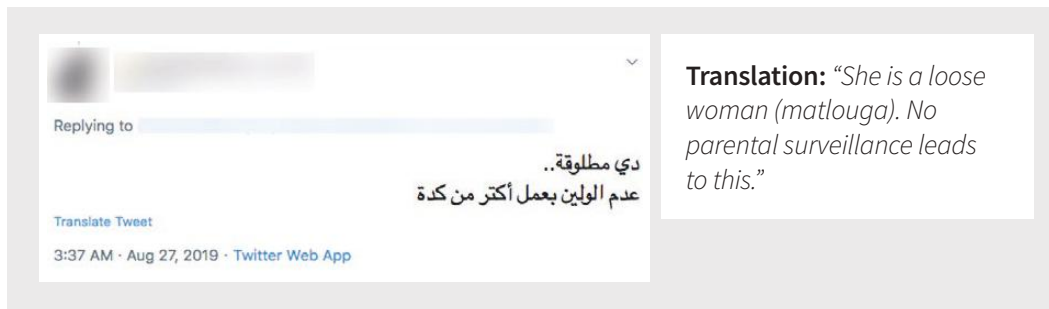 Replying to
دي مطلوقة..
عدم الولين بعمل أكتر من كدة
Translate Tweet
3:37 AM · Aug 27, 2019 · Twitter Web App
Translation: “She is a loose
woman (matlouga). No
parental surveillance leads
to this.”